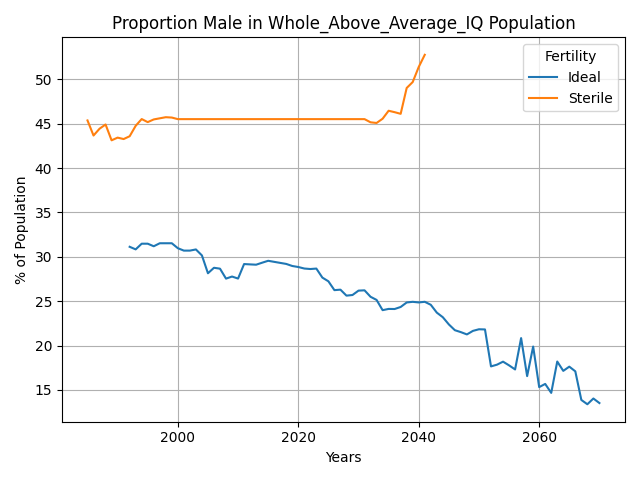 Proportion Male in Whole_Above_Average_IQ Population
% of Population
50
45
40
35
30
25
20
15
Fertility
Ideal
Sterile
2000
2020
2040
2060
Years